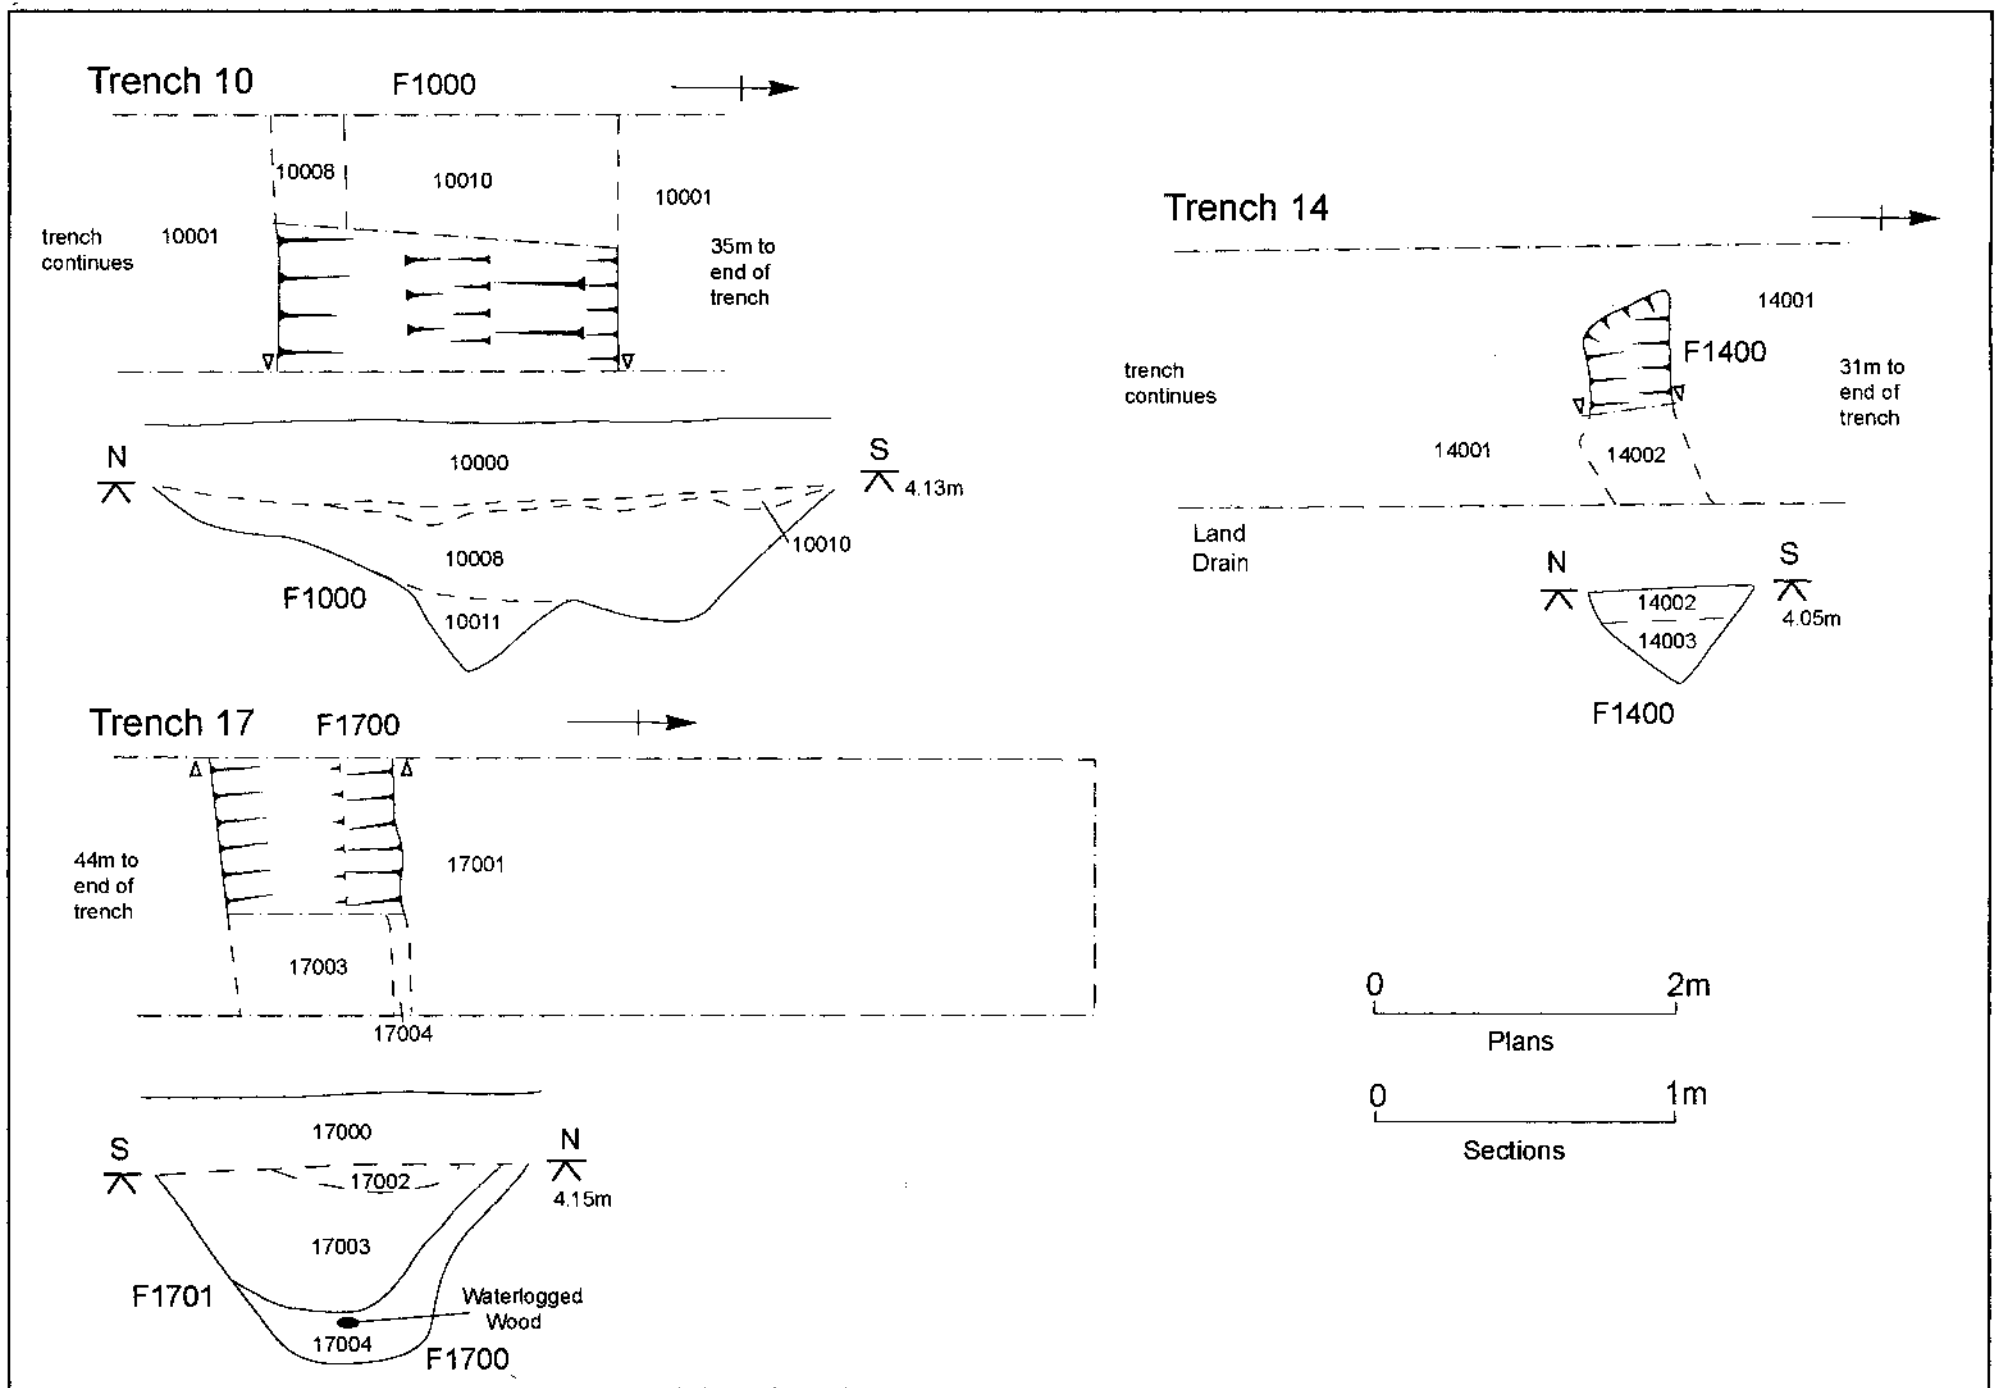 Trench 10
F1000
10008
10010
10001
10001
trench
continues
35m to
end of
trench
N
10000
S
4.13m
10008
10010
F1000
10011
Trench 14
14001
F1400
trench
continues
31m to
end of
trench
14001
14002
Land
Drain
N
S
14002
4.05m
14003
F1400
Trench 17
F1700
17001
44m to
end of
trench
17003
17004
17000
S
N
17002
4.15m
17003
F1701
Waterlogged
Wood
17004
F1700
0 2m
Plans
0 1m
Sections